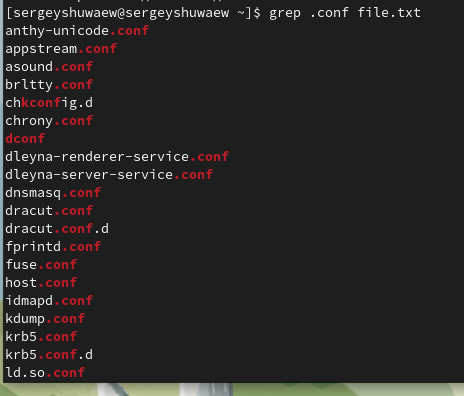 [sergeyshuwaew@sergeyshuwaew ~]$ grep .conf file.txt
anthy-unicode.conf
appstream.conf
asound.conf
brltty.conf
chkconfig.d
chrony.conf
dconf
dleyna-renderer-service.conf
dleyna-server-service.conf
dnsmasq.conf
dracut.conf
dracut.conf.d
fprintd.conf
fuse.conf
host.conf
idmapd.conf
kdump.conf
krb5.conf
krb5.conf.d
ld.so.conf